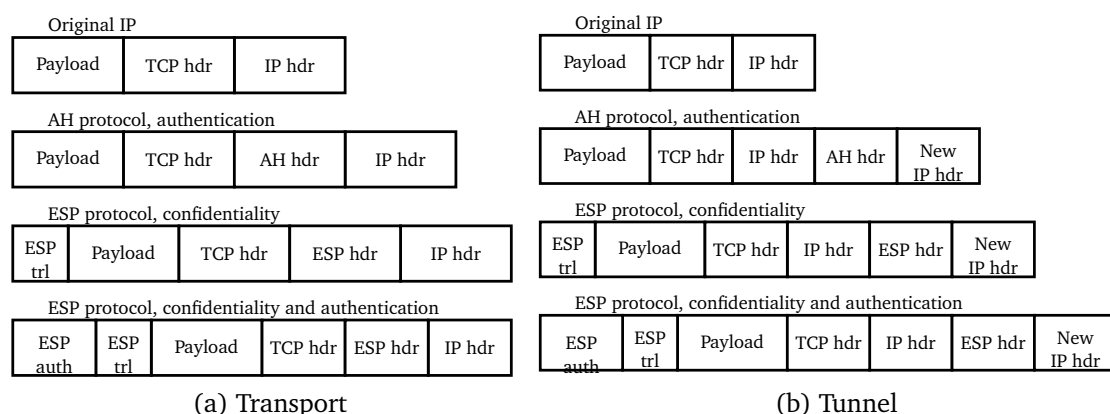 Original IP
Payload TCP hdr IP hdr
AH protocol, authentication
Payload TCP hdr AH hdr IP hdr
ESP protocol, confidentiality
ESP trl Payload TCP hdr ESP hdr IP hdr
ESP protocol, confidentiality and authentication
ESP auth ESP trl Payload TCP hdr ESP hdr IP hdr
(a) Transport
Original IP
Payload TCP hdr IP hdr
AH protocol, authentication
Payload TCP hdr IP hdr AH hdr New IP hdr
ESP protocol, confidentiality
ESP trl Payload TCP hdr IP hdr ESP hdr New IP hdr
ESP protocol, confidentiality and authentication
ESP auth ESP trl Payload TCP hdr IP hdr ESP hdr New IP hdr
(b) Tunnel